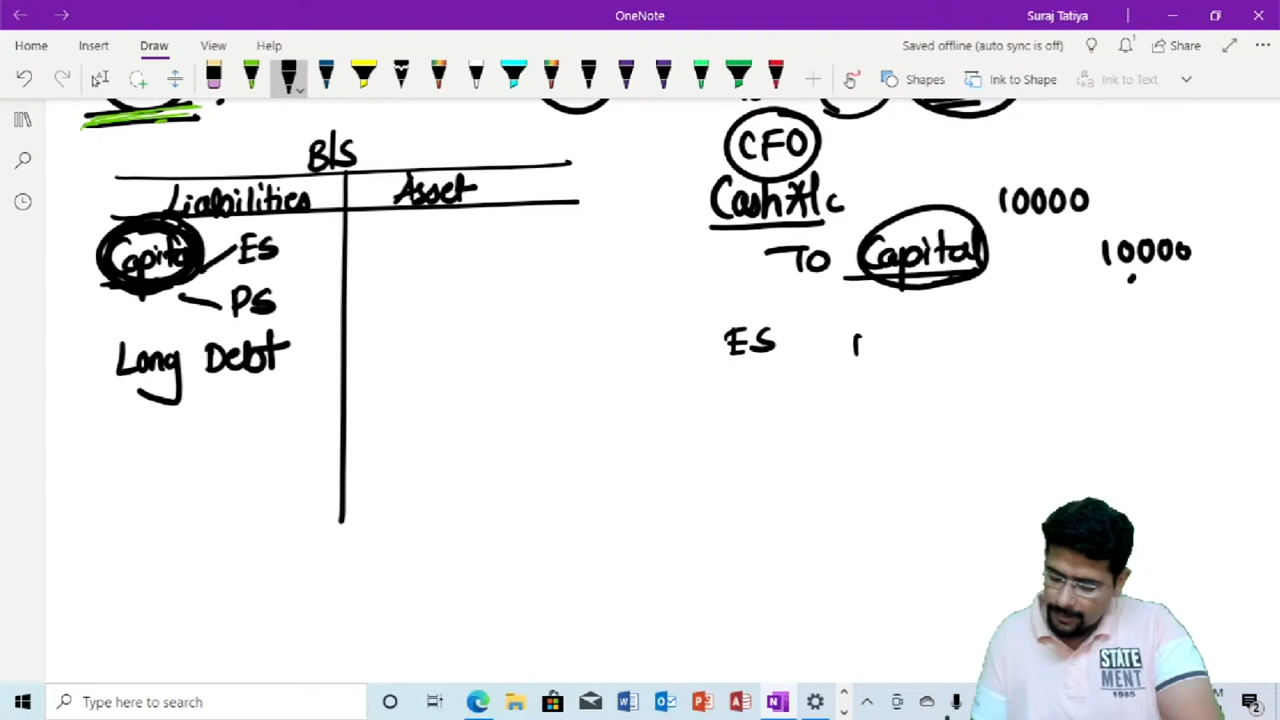 OneNote
Suraj Tatiya
Home Insert Draw View Help
Saved offline (auto sync is off) Share
Shapes Ink to Shape Ink to Text
B/S
Liabilities Asset
Capital ES
PS
Long Debt
CFO
Cash A/c 10000
To Capital 10000
ES 1
STATE
MENT
1985
Type here to search